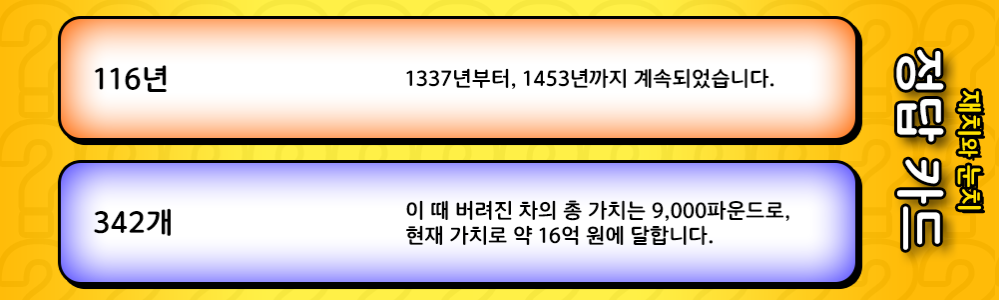 116년
1337년부터, 1453년까지 계속되었습니다.
342개
이 때 버려진 차의 총 가치는 9,000파운드로,
현재 가치로 약 16억 원에 달합니다.
재치와 눈치
정답 카드